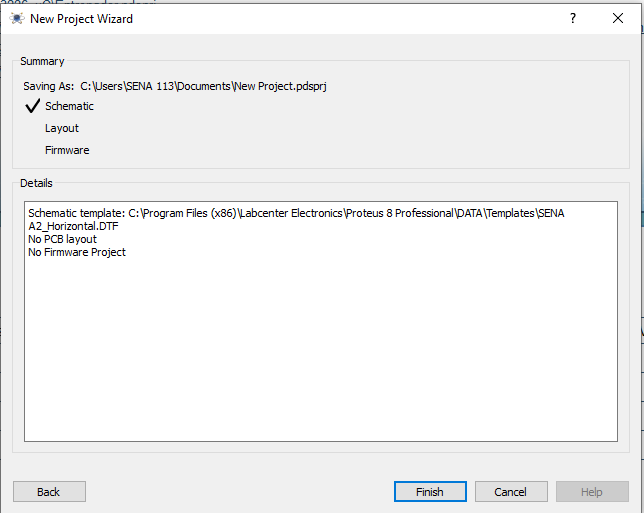 New Project Wizard
?
Summary
Saving As: C:\Users\SENA 113\Documents\New Project.pdsprj
Schematic
Layout
Firmware
Details
Schematic template: C:\Program Files (x86)\Labcenter Electronics\Proteus 8 Professional\DATA\Templates\SENA
A2_Horizontal.DTF
No PCB layout
No Firmware Project
Back
Finish
Cancel
Help